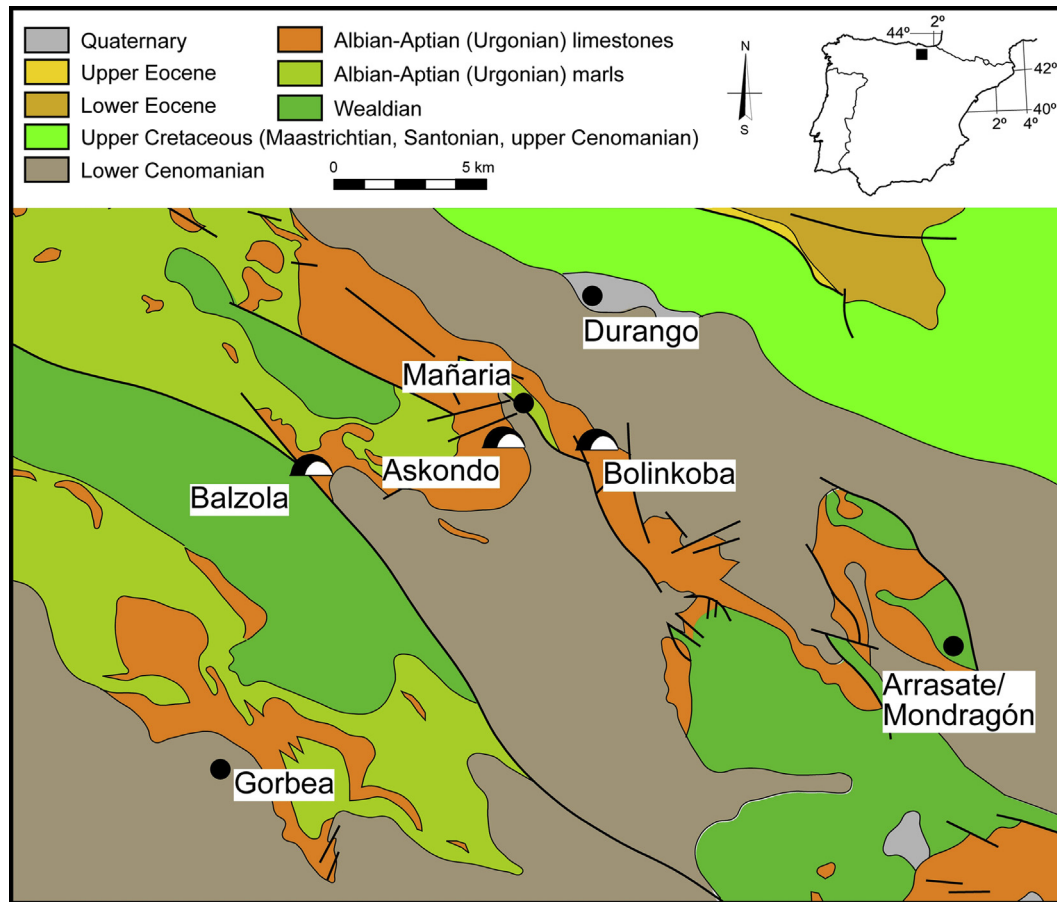 Quaternary
Upper Eocene
Lower Eocene
Upper Cretaceous (Maastrichtian, Santonian, upper Cenomanian)
Lower Cenomanian
Albian-Aptian (Urgonian) limestones
Albian-Aptian (Urgonian) marls
Wealdian
0 5 km
N
S
44º 2º
42º
40º
2º 4º
Durango
Mañaria
Askondo
Bolinkoba
Balzola
Arrasate/
Mondragón
Gorbea